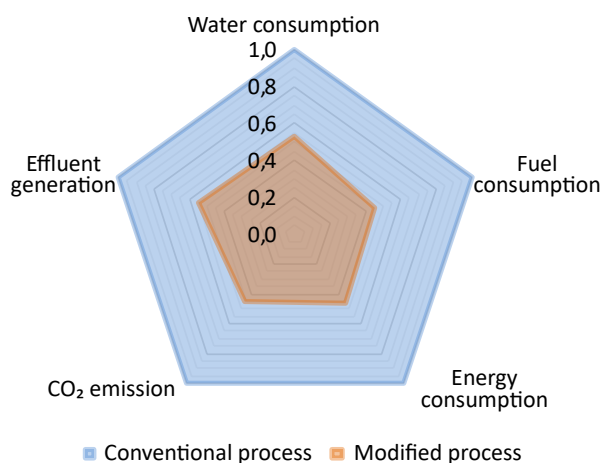 Water consumption
1,0
0,8
0,6
0,4
0,2
0,0
Effluent
generation
Fuel
consumption
CO₂ emission
Energy
consumption
Conventional process
Modified process